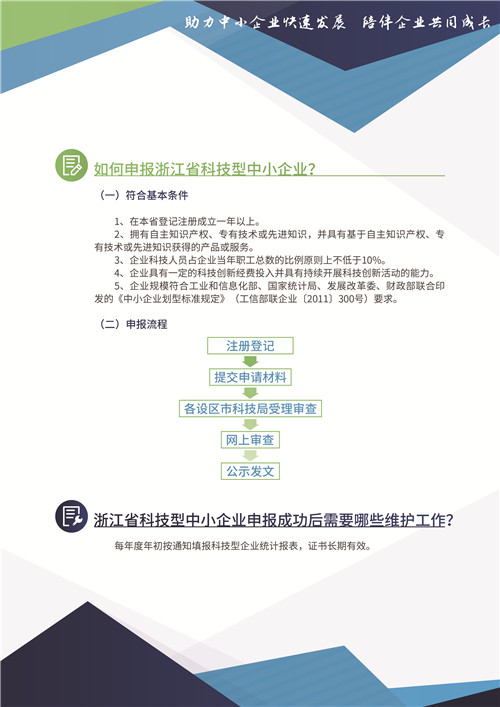 助力中小企业快速发展 陪伴企业共同成长
如何申报浙江省科技型中小企业？
（一）符合基本条件
1、在本省登记注册成立一年以上。
2、拥有自主知识产权、专有技术或先进知识，并具有基于自主知识产权、专
有技术或先进知识获得的产品或服务。
3、企业科技人员占企业当年职工总数的比例原则上不低于10%。
4、企业具有一定的科技创新经费投入并具有持续开展科技创新活动的能力。
5、企业规模符合工业和信息化部、国家统计局、发展改革委、财政部联合印
发的《中小企业划型标准规定》（工信部联企业〔2011〕300号）要求。
（二）申报流程
注册登记
提交申请材料
各设区市科技局受理审查
网上审查
公示发文
浙江省科技型中小企业申报成功后需要哪些维护工作？
每年度年初按通知填报科技型企业统计报表，证书长期有效。